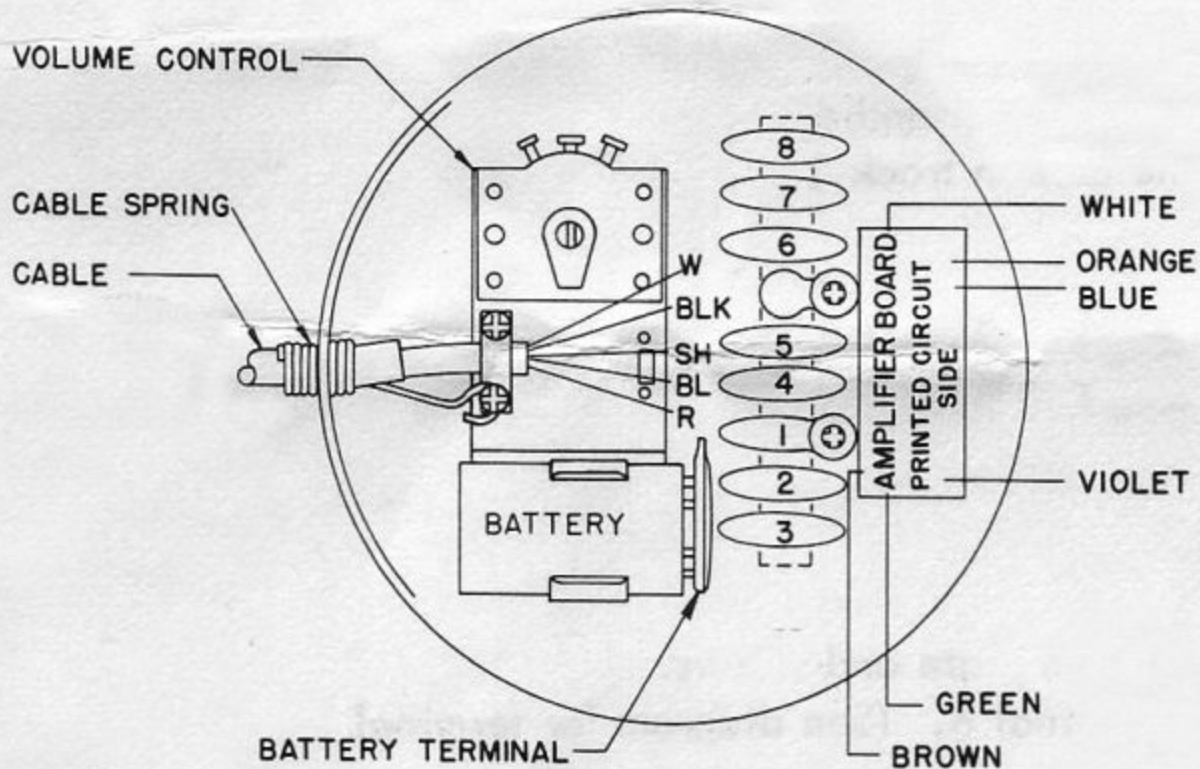 VOLUME CONTROL
CABLE SPRING
CABLE
W
BLK
SH
BL
R
BATTERY
BATTERY TERMINAL
8
7
6
5
4
1
2
3
AMPLIFIER BOARD
PRINTED CIRCUIT
SIDE
WHITE
ORANGE
BLUE
VIOLET
GREEN
BROWN